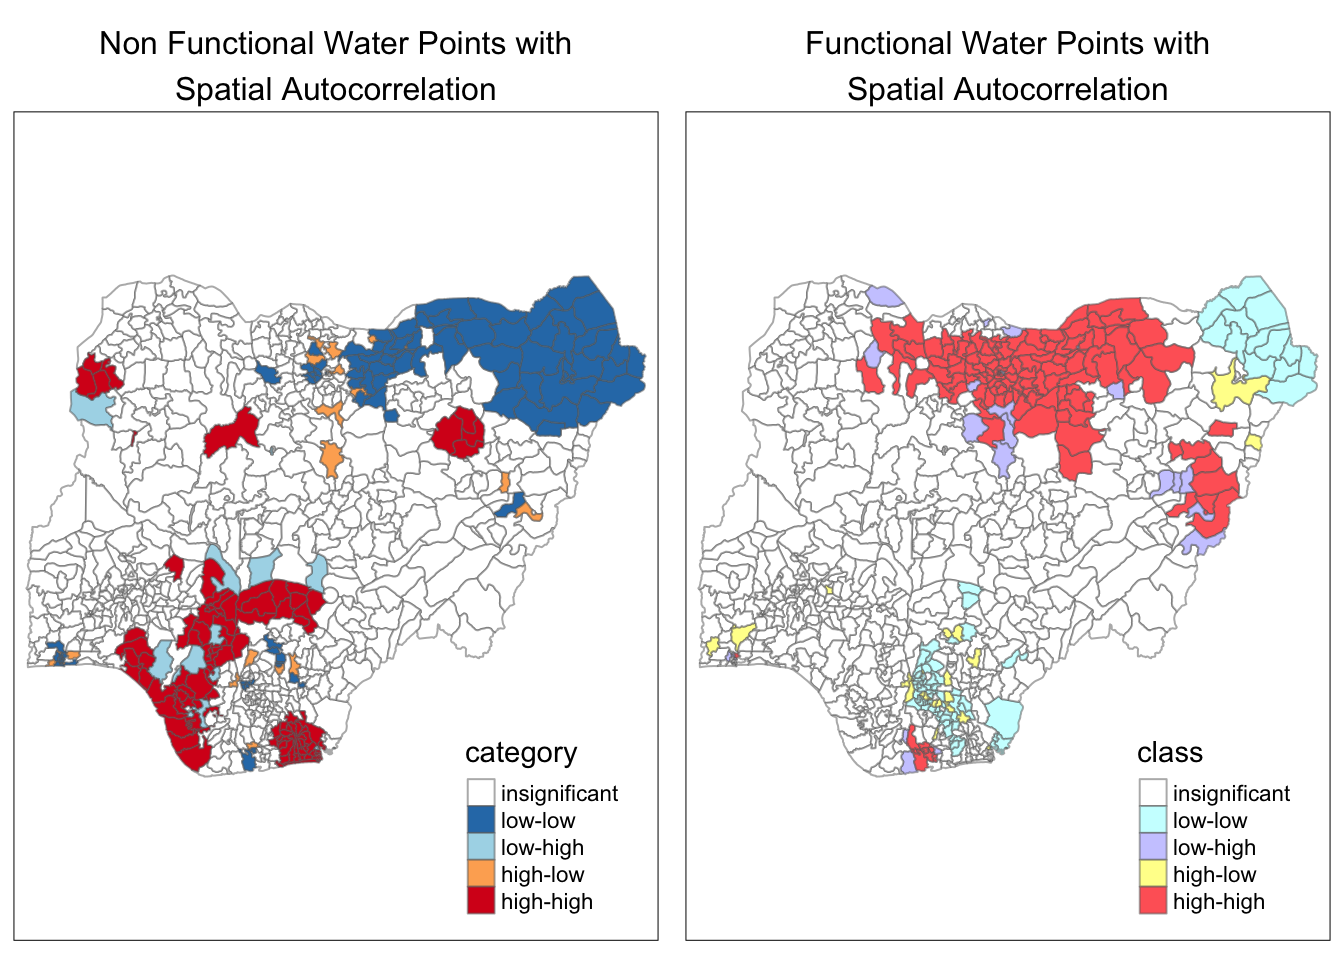 Non Functional Water Points with
Spatial Autocorrelation
category
insignificant
low-low
low-high
high-low
high-high
Functional Water Points with
Spatial Autocorrelation
class
insignificant
low-low
low-high
high-low
high-high